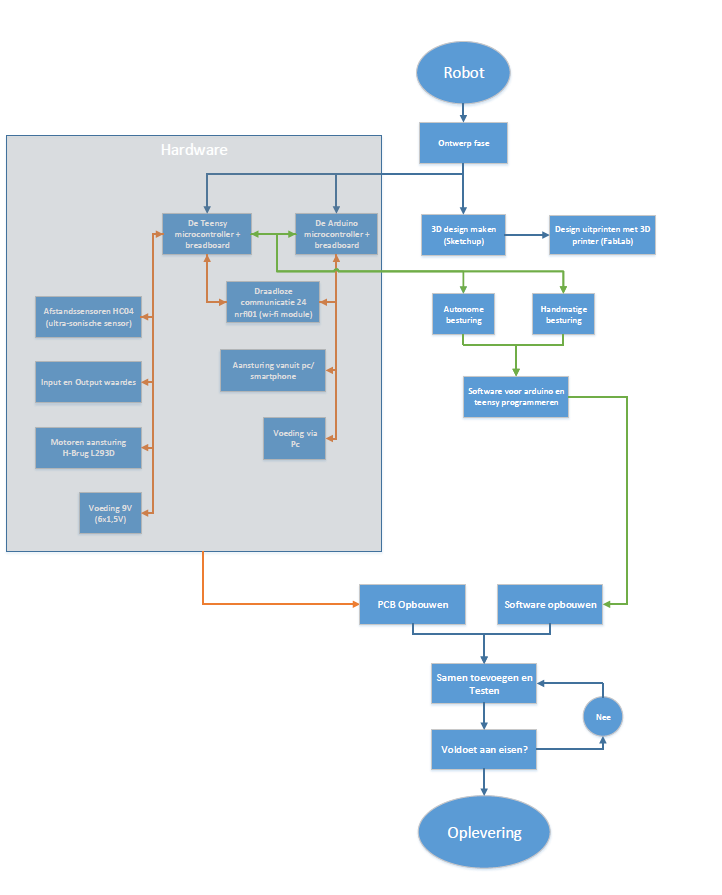 Robot
Ontwerp fase
Hardware
De Teensy
microcontroller +
breadboard
De Arduino
microcontroller +
breadboard
3D design maken
(Sketchup)
Design uitprinten met 3D
printer (FabLab)
Draadloze
communicatie 24
nrfl01 (wi-fi module)
Afstandssensoren HC04
(ultra-sonische sensor)
Autonome
besturing
Handmatige
besturing
Aansturing vanuit pc/
smartphone
Input en Output waardes
Software voor arduino en
teensy programmeren
Voeding via
Pc
Motoren aansturing
H-Brug L293D
Voeding 9V
(6x1,5V)
PCB Opbouwen
Software opbouwen
Samen toevoegen en
Testen
Nee
Voldoet aan eisen?
Oplevering